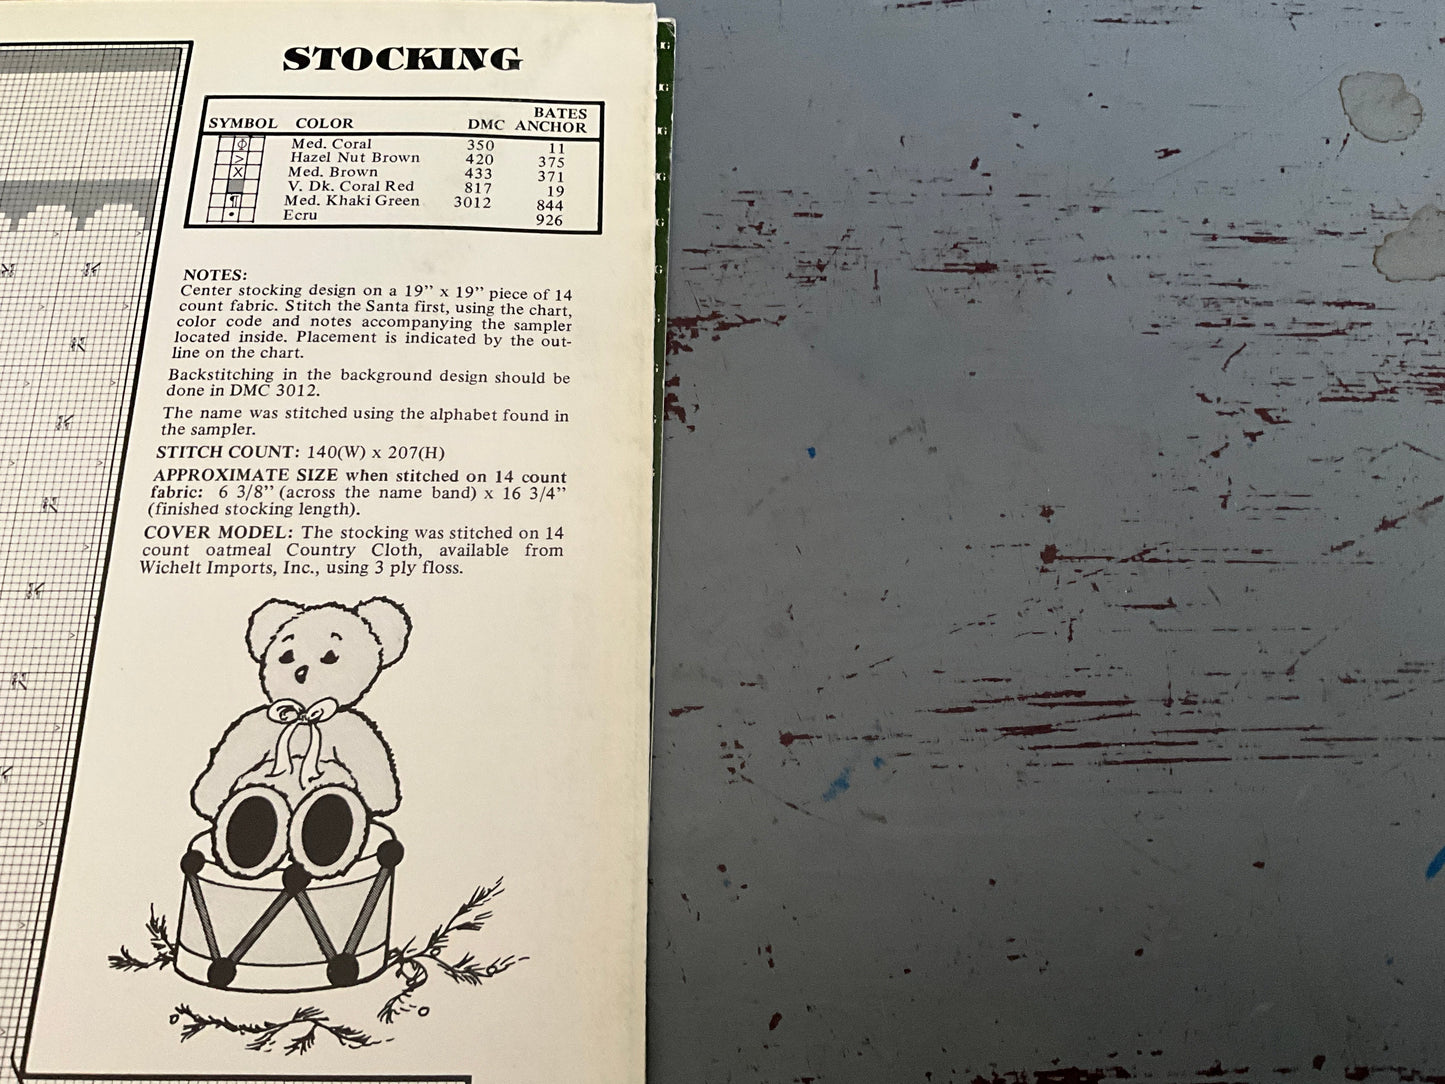 STOCKING
SYMBOL COLOR DMC BATES ANCHOR
Φ Med. Coral 350 11
> Hazel Nut Brown 420 375
X Med. Brown 433 371
V. Dk. Coral Red 817 19
¶ Med. Khaki Green 3012 844
• Ecru 926
NOTES:
Center stocking design on a 19” x 19” piece of 14
count fabric. Stitch the Santa first, using the chart,
color code and notes accompanying the sampler
located inside. Placement is indicated by the out-
line on the chart.
Backstitching in the background design should be
done in DMC 3012.
The name was stitched using the alphabet found in
the sampler.
STITCH COUNT: 140(W) x 207(H)
APPROXIMATE SIZE when stitched on 14 count
fabric: 6 3/8” (across the name band) x 16 3/4”
(finished stocking length).
COVER MODEL: The stocking was stitched on 14
count oatmeal Country Cloth, available from
Wichelt Imports, Inc., using 3 ply floss.